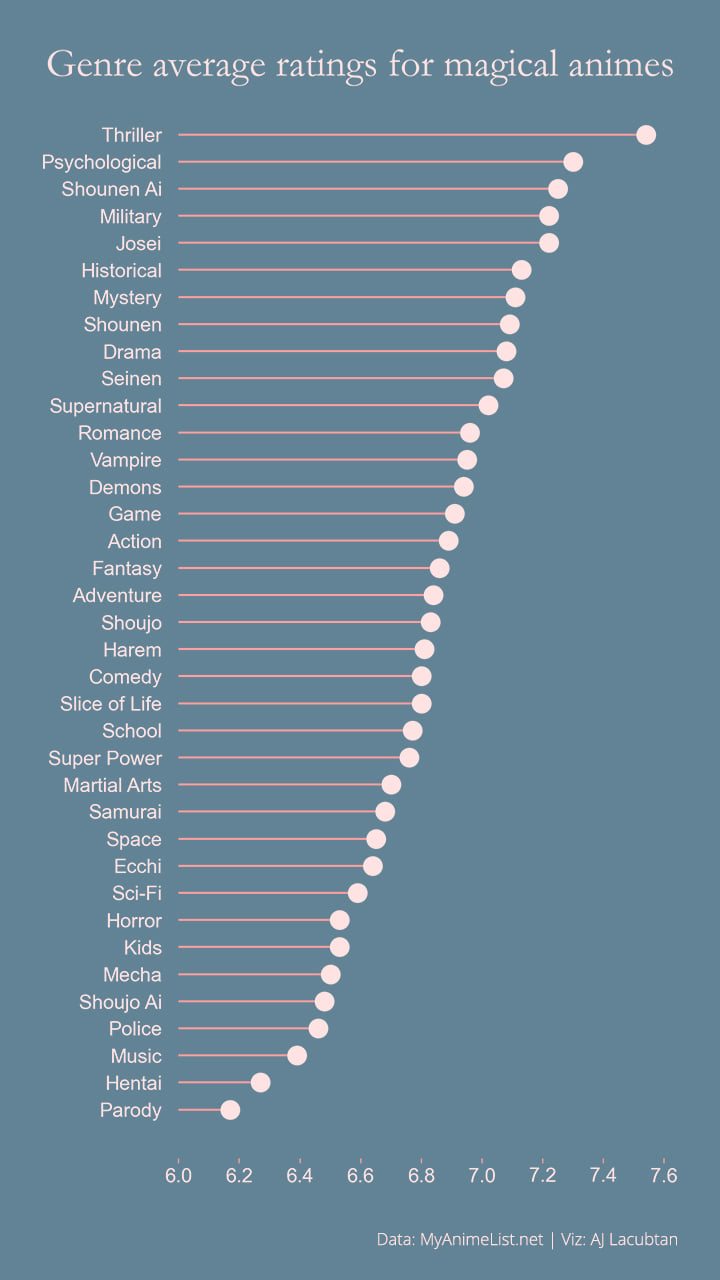 Genre average ratings for magical animes
Thriller
Psychological
Shounen Ai
Military
Josei
Historical
Mystery
Shounen
Drama
Seinen
Supernatural
Romance
Vampire
Demons
Game
Action
Fantasy
Adventure
Shoujo
Harem
Comedy
Slice of Life
School
Super Power
Martial Arts
Samurai
Space
Ecchi
Sci-Fi
Horror
Kids
Mecha
Shoujo Ai
Police
Music
Hentai
Parody
6.0 6.2 6.4 6.6 6.8 7.0 7.2 7.4 7.6
Data: MyAnimeList.net | Viz: AJ Lacubtan